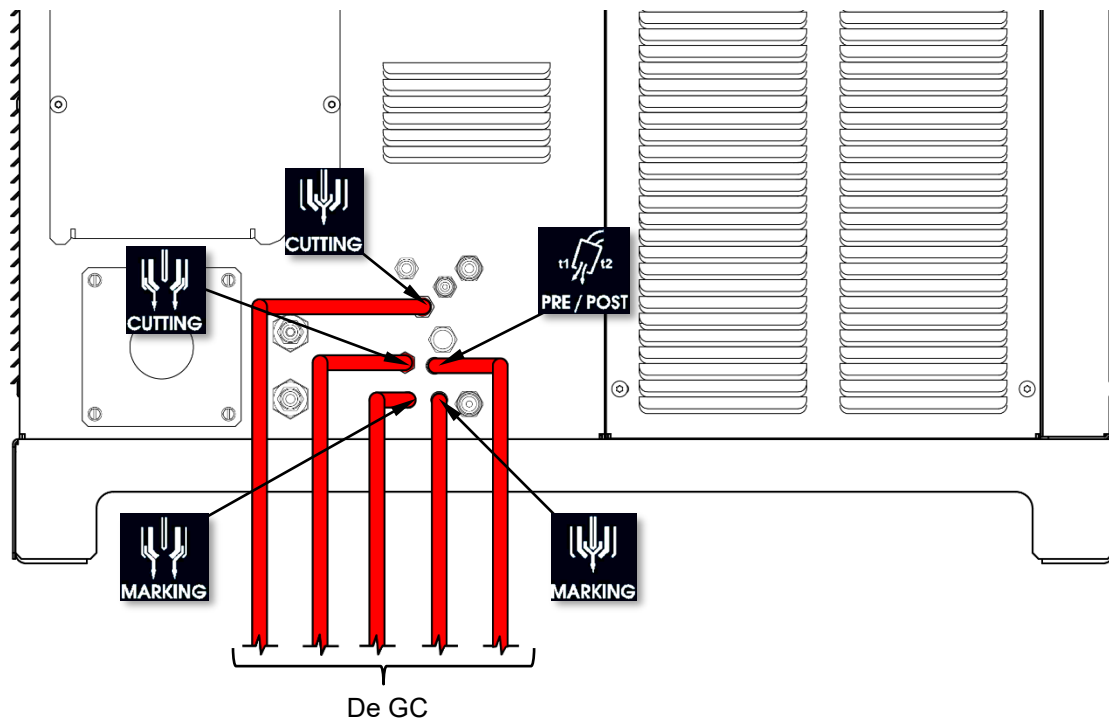 CUTTING
t1 t2
PRE / POST
CUTTING
MARKING
MARKING
De GC